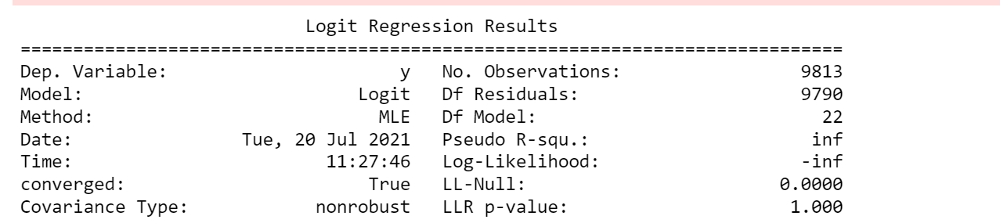 Logit Regression Results
==============================================================================
Dep. Variable: y No. Observations: 9813
Model: Logit Df Residuals: 9790
Method: MLE Df Model: 22
Date: Tue, 20 Jul 2021 Pseudo R-squ.: inf
Time: 11:27:46 Log-Likelihood: -inf
converged: True LL-Null: 0.0000
Covariance Type: nonrobust LLR p-value: 1.000